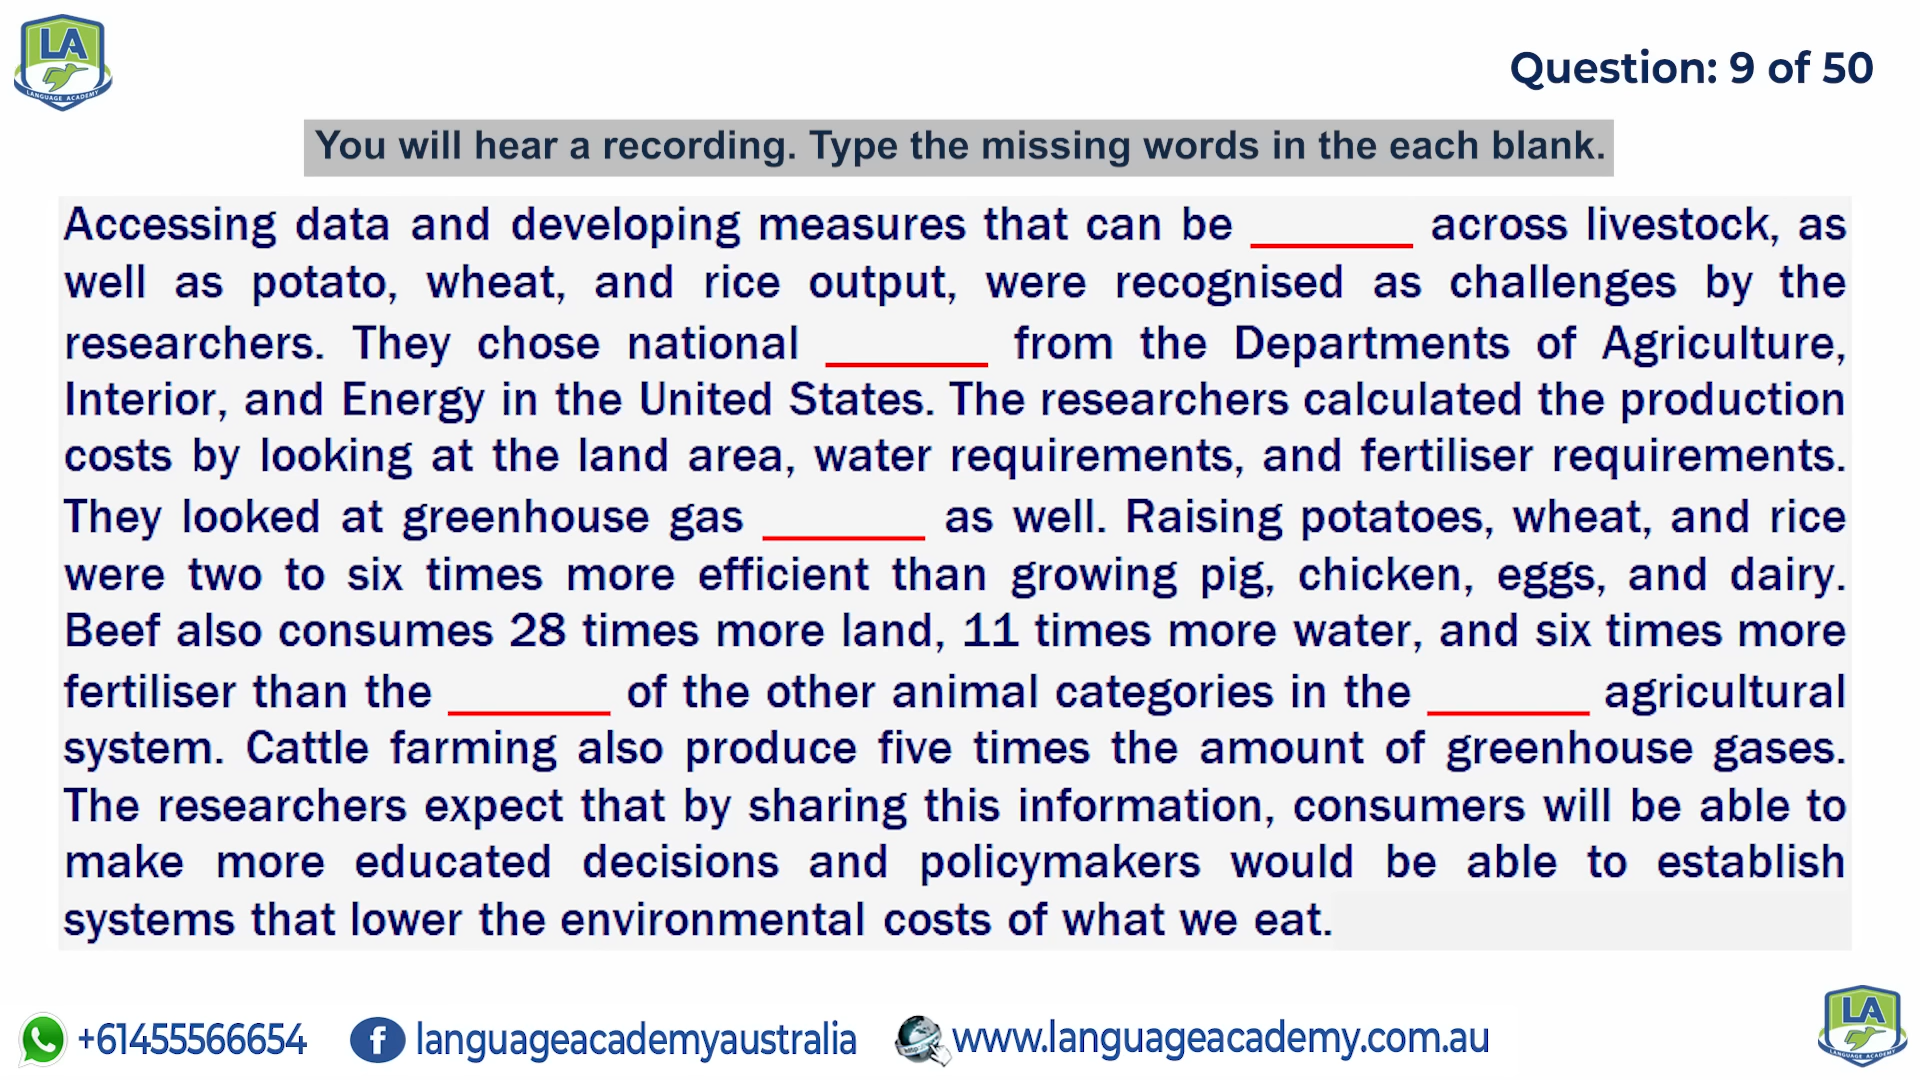 LA
LANGUAGE ACADEMY
Question: 9 of 50
You will hear a recording. Type the missing words in the each blank.
Accessing data and developing measures that can be ______ across livestock, as
well as potato, wheat, and rice output, were recognised as challenges by the
researchers. They chose national ______ from the Departments of Agriculture,
Interior, and Energy in the United States. The researchers calculated the production
costs by looking at the land area, water requirements, and fertiliser requirements.
They looked at greenhouse gas ______ as well. Raising potatoes, wheat, and rice
were two to six times more efficient than growing pig, chicken, eggs, and dairy.
Beef also consumes 28 times more land, 11 times more water, and six times more
fertiliser than the ______ of the other animal categories in the ______ agricultural
system. Cattle farming also produce five times the amount of greenhouse gases.
The researchers expect that by sharing this information, consumers will be able to
make more educated decisions and policymakers would be able to establish
systems that lower the environmental costs of what we eat.
+61455566654
f languageacademyaustralia
http://
www.languageacademy.com.au
LA
LANGUAGE ACADEMY